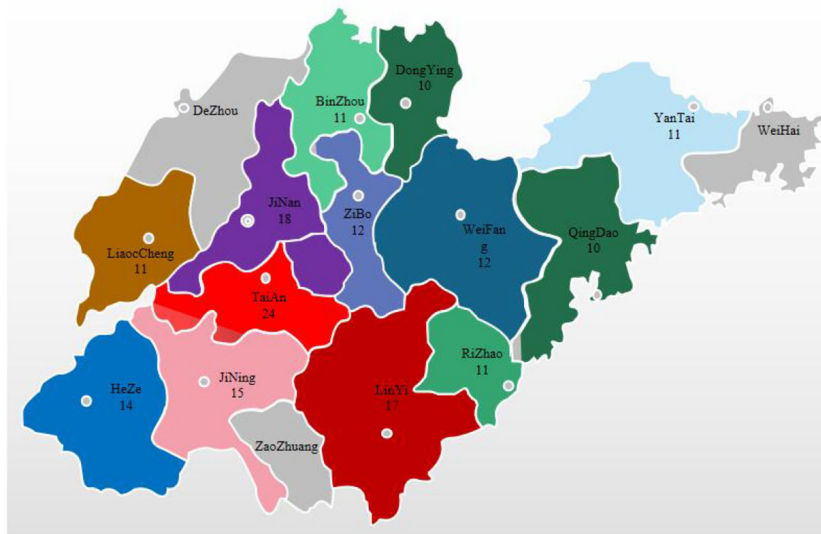 DongYing
10
BinZhou
11
DeZhou
YanTai
11
WeiHai
JiNan
18
ZiBo
12
WeiFan
g
12
QingDao
10
LiaocCheng
11
TaiAn
24
RiZhao
11
HeZe
14
JiNing
15
LinYi
17
ZaoZhuang